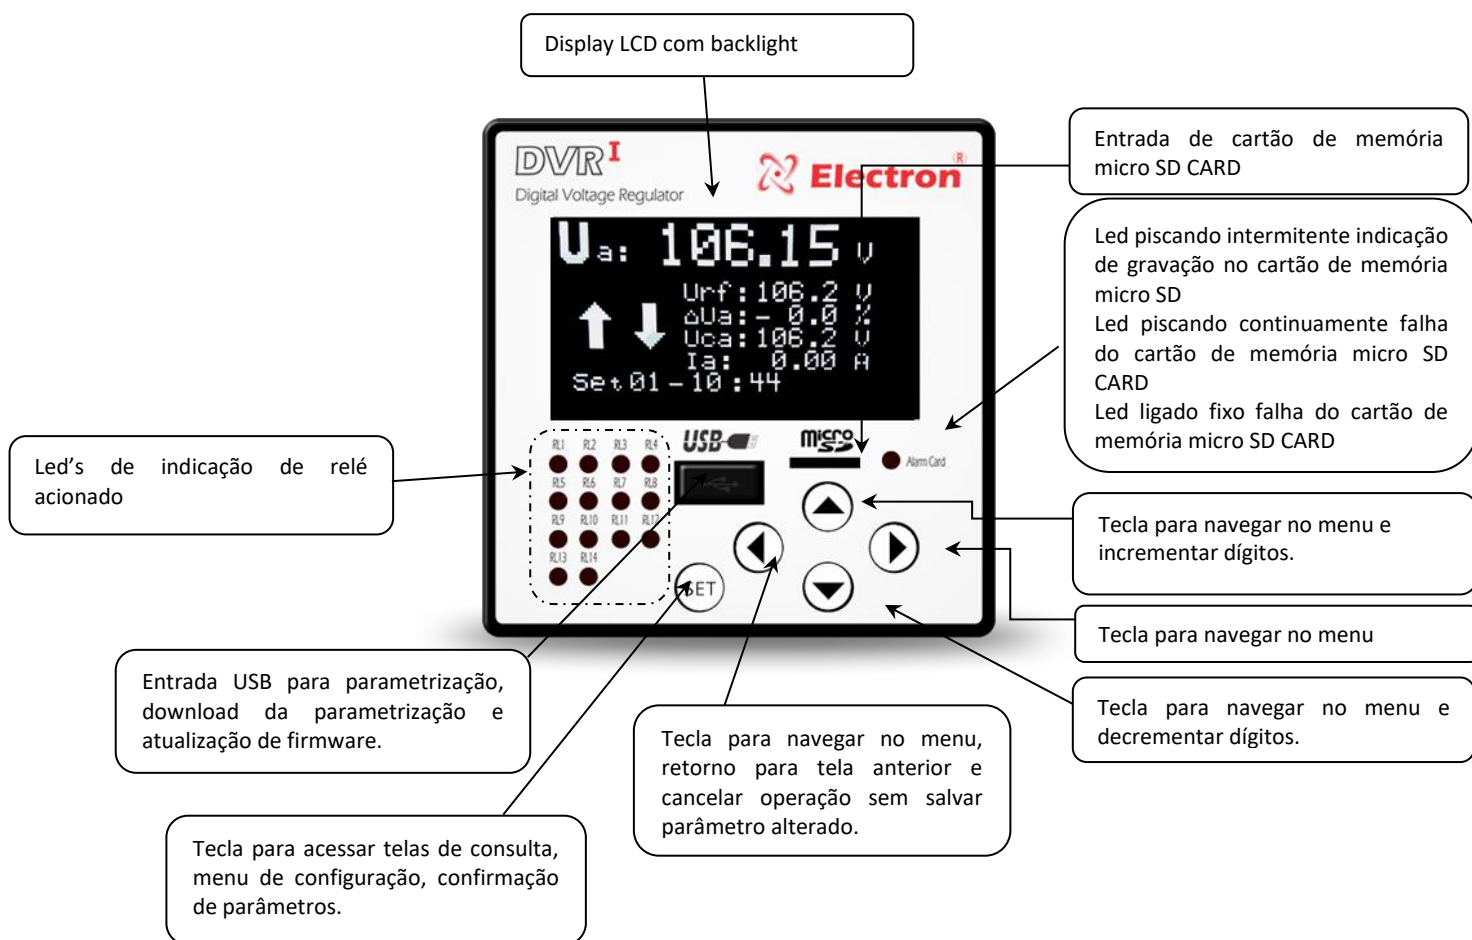 Display LCD com backlight
Entrada de cartão de memória
micro SD CARD
DVR I
Digital Voltage Regulator
Electron®
Led piscando intermitente indicação
de gravação no cartão de memória
micro SD
Led piscando continuamente falha
do cartão de memória micro SD
CARD
Led ligado fixo falha do cartão de
memória micro SD CARD
Ua: 106.15 V
Urf:106.2 V
△Ua:- 0.0 %
Uca:106.2 V
Ia: 0.00 A
Set01-10:44
Led's de indicação de relé
acionado
RL1 RL2 RL3 RL4
RL5 RL6 RL7 RL8
RL9 RL10 RL11 RL12
RL13 RL14
USB
micro SD
Alarm Card
SET
Tecla para navegar no menu e
incrementar dígitos.
Tecla para navegar no menu
Tecla para navegar no menu e
decrementar dígitos.
Entrada USB para parametrização,
download da parametrização e
atualização de firmware.
Tecla para navegar no menu,
retorno para tela anterior e
cancelar operação sem salvar
parâmetro alterado.
Tecla para acessar telas de consulta,
menu de configuração, confirmação
de parâmetros.